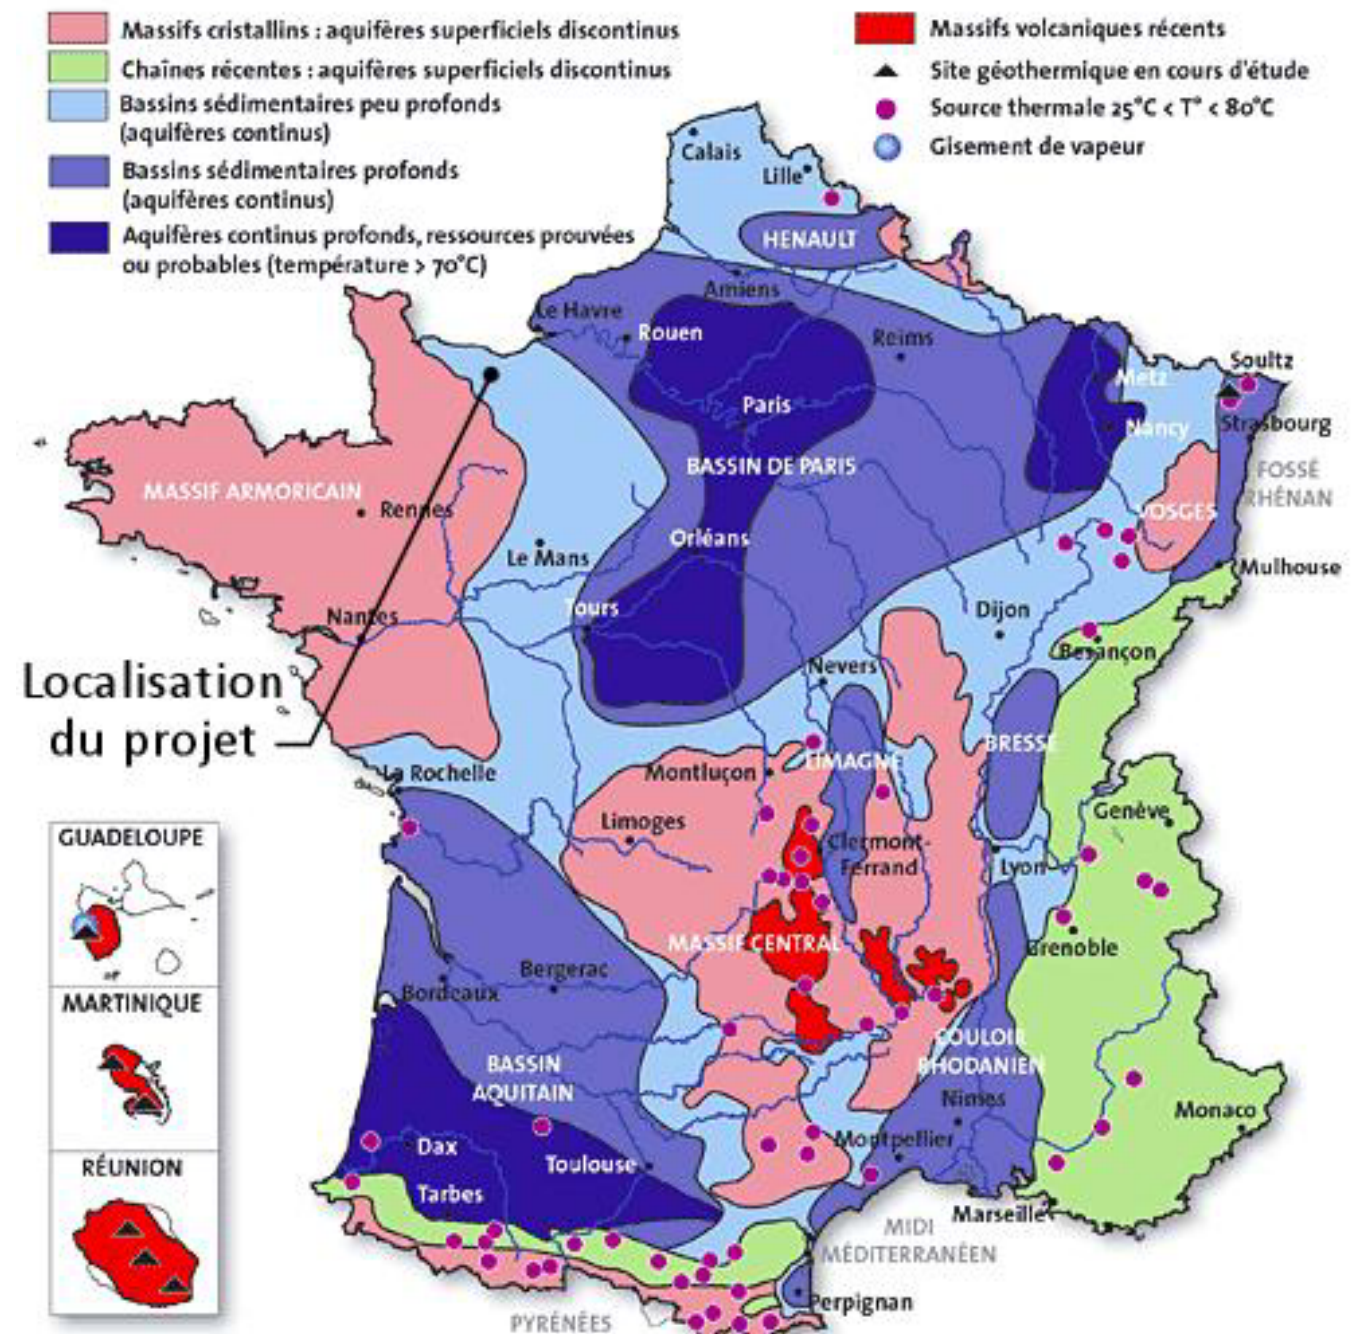 Massifs cristallins : aquifères superficiels discontinus
Chaînes récentes : aquifères superficiels discontinus
Bassins sédimentaires peu profonds
(aquifères continus)
Bassins sédimentaires profonds
(aquifères continus)
Aquifères continus profonds, ressources prouvées
ou probables (température > 70°C)
Massifs volcaniques récents
Site géothermique en cours d'étude
Source thermale 25°C < T° < 80°C
Gisement de vapeur
Calais
Lille
HENAULT
Amiens
Le Havre
Rouen
Reims
Soultz
Metz
Paris
Nancy
Strasbourg
BASSIN DE PARIS
FOSSÉ
RHÉNAN
MASSIF ARMORICAIN
Rennes
VOSGES
Orléans
Le Mans
Mulhouse
Tours
Nantes
Dijon
Besançon
Nevers
Localisation
du projet
BRESSE
LIMAGNE
La Rochelle
Montluçon
Genève
Limoges
Clermont-
Ferrand
Lyon
GUADELOUPE
MASSIF CENTRAL
Grenoble
Bergerac
Bordeaux
MARTINIQUE
COULOIR
RHODANIEN
BASSIN
AQUITAIN
Nîmes
Monaco
Montpellier
Dax
Toulouse
RÉUNION
Tarbes
Marseille
MIDI
MÉDITERRANÉEN
Perpignan
PYRÉNÉES